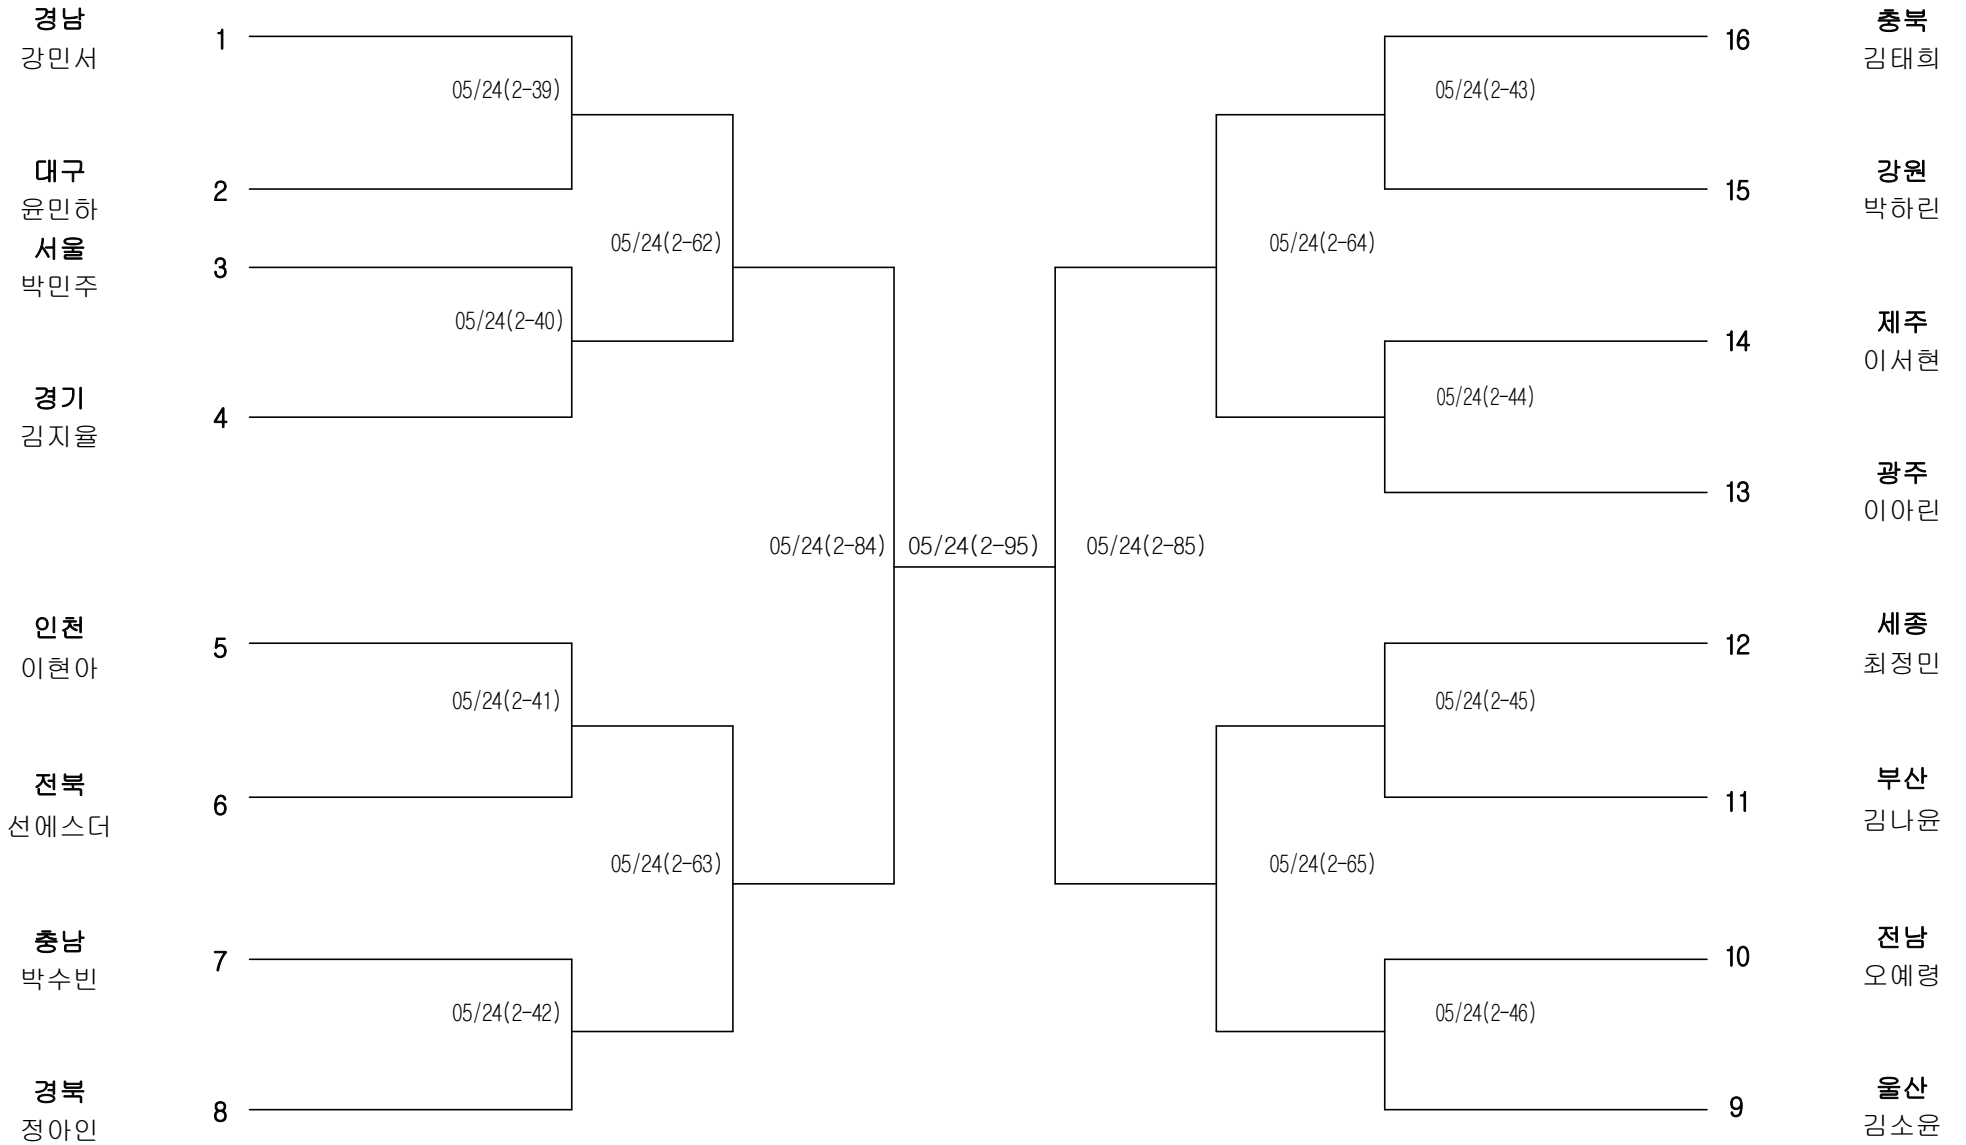 경남
강민서
1
05/24(2-39)
대구
윤민하
2
서울
박민주
3
05/24(2-62)
05/24(2-40)
경기
김지율
4
05/24(2-84)
인천
이현아
5
05/24(2-41)
전북
선에스더
6
05/24(2-63)
충남
박수빈
7
05/24(2-42)
경북
정아인
8
05/24(2-95)
16
충북
김태희
05/24(2-43)
15
강원
박하린
05/24(2-64)
14
제주
이서현
05/24(2-44)
13
광주
이아린
05/24(2-85)
12
세종
최정민
05/24(2-45)
11
부산
김나윤
05/24(2-65)
10
전남
오예령
05/24(2-46)
9
울산
김소윤